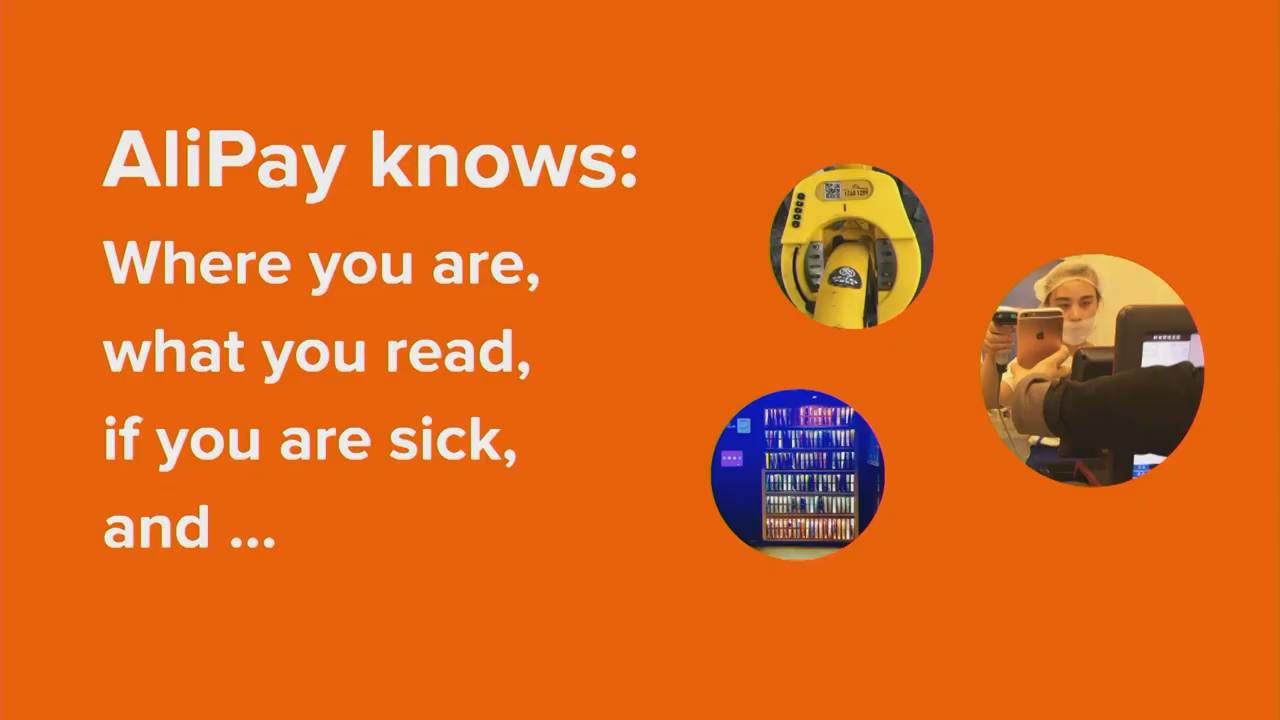 AliPay knows:
Where you are,
what you read,
if you are sick,
and ...